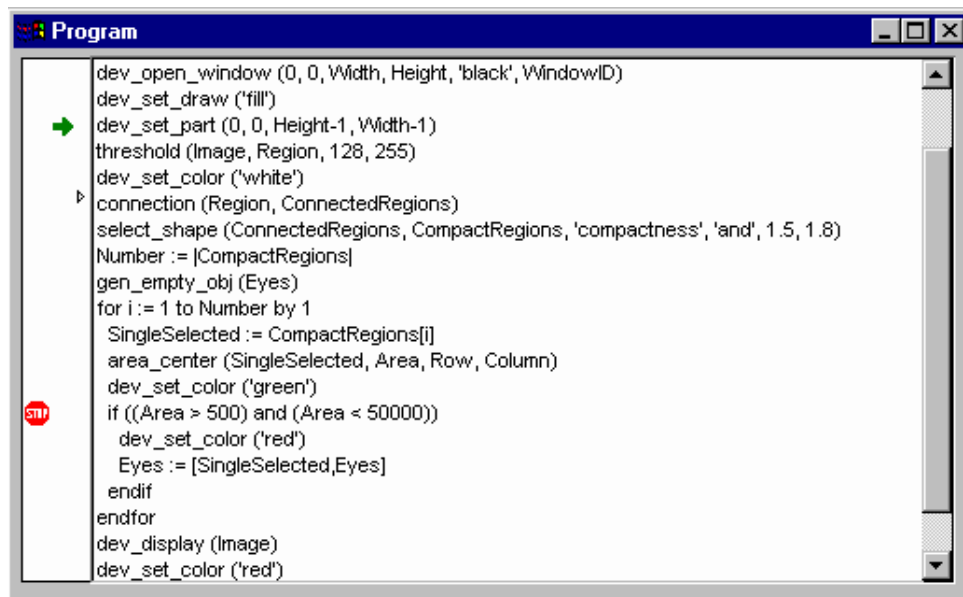 Program
dev_open_window (0, 0, Width, Height, 'black', WindowID)
dev_set_draw ('fill')
dev_set_part (0, 0, Height-1, Width-1)
threshold (Image, Region, 128, 255)
dev_set_color ('white')
connection (Region, ConnectedRegions)
select_shape (ConnectedRegions, CompactRegions, 'compactness', 'and', 1.5, 1.8)
Number := |CompactRegions|
gen_empty_obj (Eyes)
for i := 1 to Number by 1
SingleSelected := CompactRegions[i]
area_center (SingleSelected, Area, Row, Column)
dev_set_color ('green')
STOP if ((Area > 500) and (Area < 50000))
dev_set_color ('red')
Eyes := [SingleSelected,Eyes]
endif
endfor
dev_display (Image)
dev_set_color ('red')